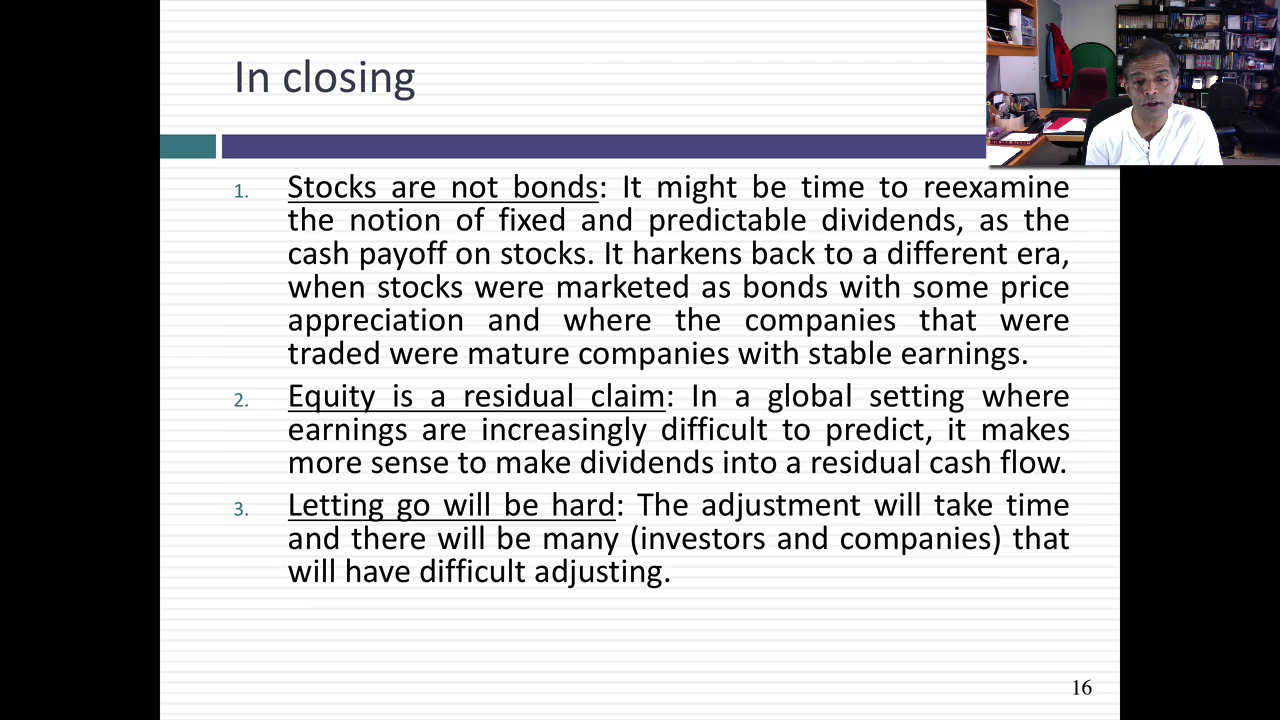 In closing
1. Stocks are not bonds: It might be time to reexamine
the notion of fixed and predictable dividends, as the
cash payoff on stocks. It harkens back to a different era,
when stocks were marketed as bonds with some price
appreciation and where the companies that were
traded were mature companies with stable earnings.
2. Equity is a residual claim: In a global setting where
earnings are increasingly difficult to predict, it makes
more sense to make dividends into a residual cash flow.
3. Letting go will be hard: The adjustment will take time
and there will be many (investors and companies) that
will have difficult adjusting.
16